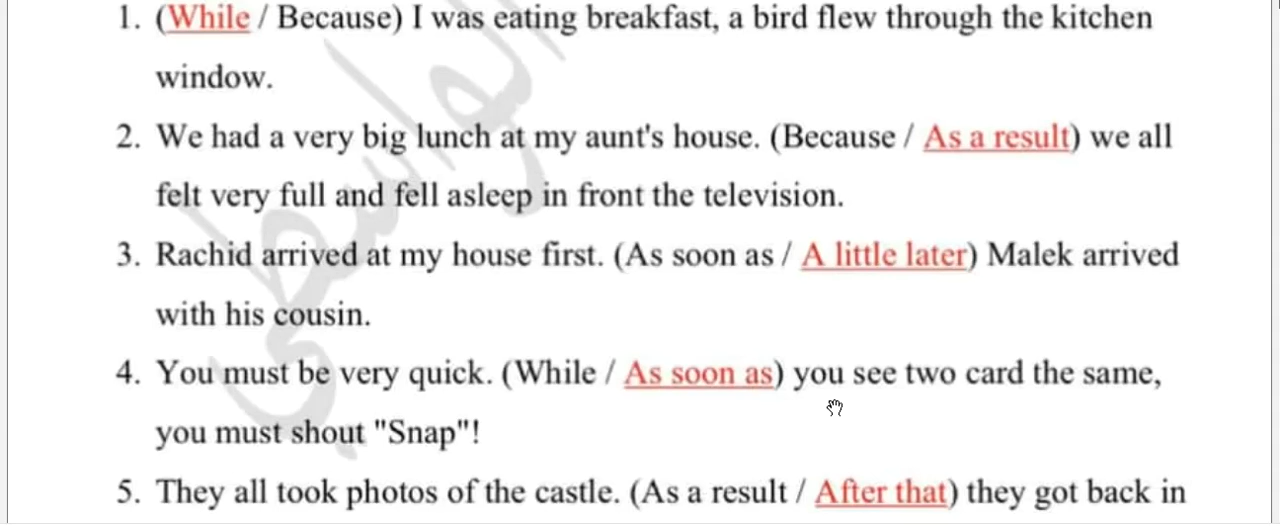 1. (While / Because) I was eating breakfast, a bird flew through the kitchen
window.
2. We had a very big lunch at my aunt's house. (Because / As a result) we all
felt very full and fell asleep in front the television.
3. Rachid arrived at my house first. (As soon as / A little later) Malek arrived
with his cousin.
4. You must be very quick. (While / As soon as) you see two card the same,
you must shout "Snap"!
5. They all took photos of the castle. (As a result / After that) they got back in